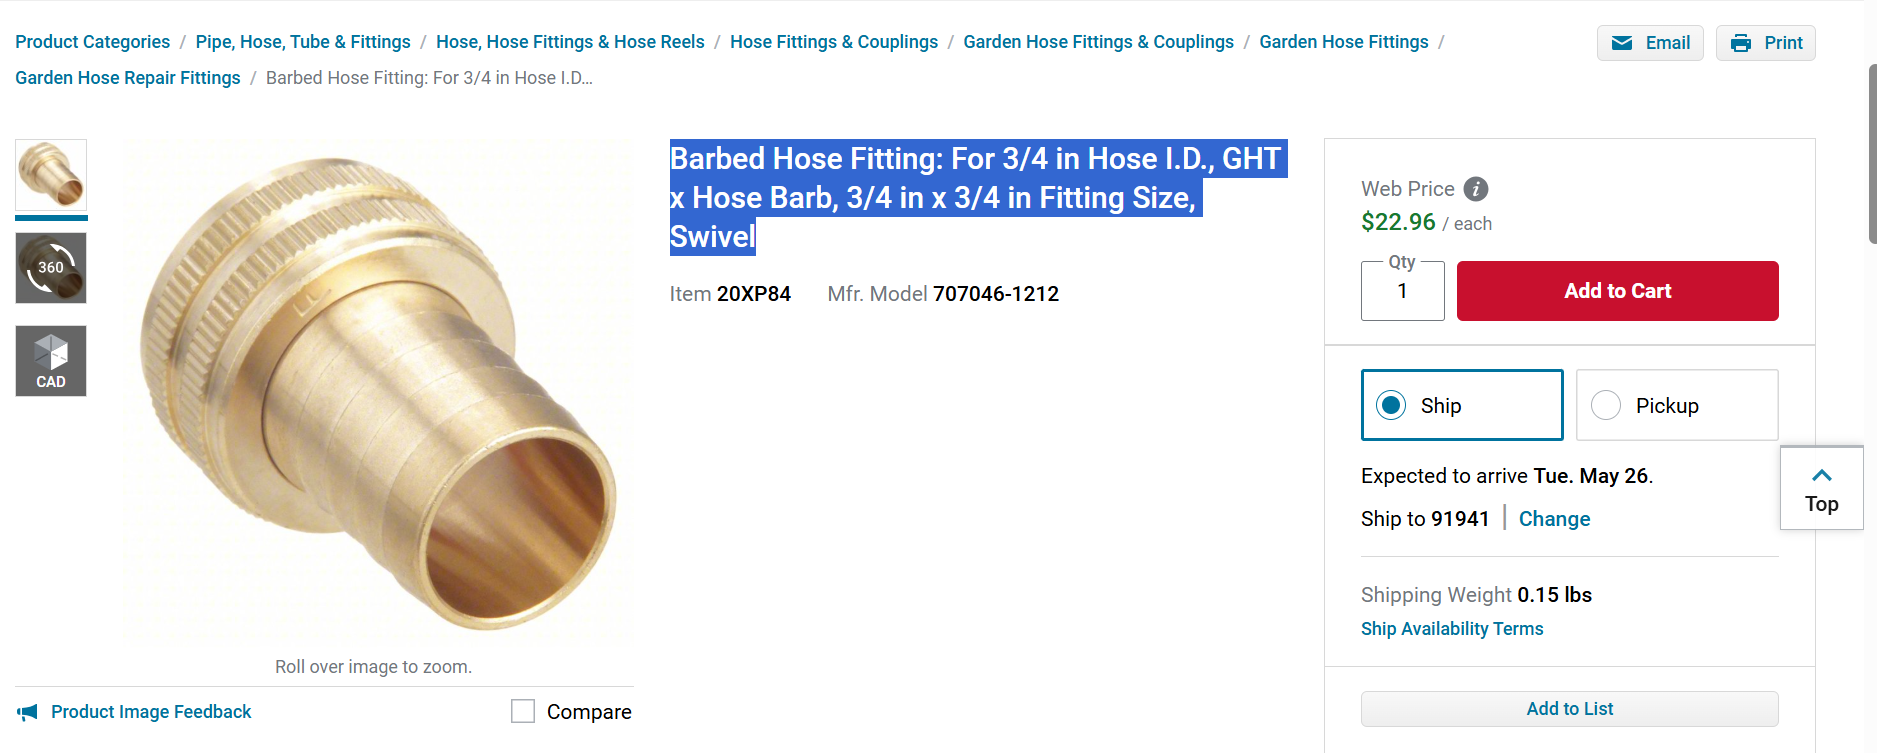 Product Categories / Pipe, Hose, Tube & Fittings / Hose, Hose Fittings & Hose Reels / Hose Fittings & Couplings / Garden Hose Fittings & Couplings / Garden Hose Fittings /
Garden Hose Repair Fittings / Barbed Hose Fitting: For 3/4 in Hose I.D...
Email
Print
360
CAD
Roll over image to zoom.
Product Image Feedback
Compare
Barbed Hose Fitting: For 3/4 in Hose I.D., GHT
x Hose Barb, 3/4 in x 3/4 in Fitting Size,
Swivel
Item 20XP84 Mfr. Model 707046-1212
Web Price i
$22.96 / each
Qty
1
Add to Cart
Ship
Pickup
Expected to arrive Tue. May 26.
Ship to 91941 | Change
Shipping Weight 0.15 lbs
Ship Availability Terms
Add to List
Top